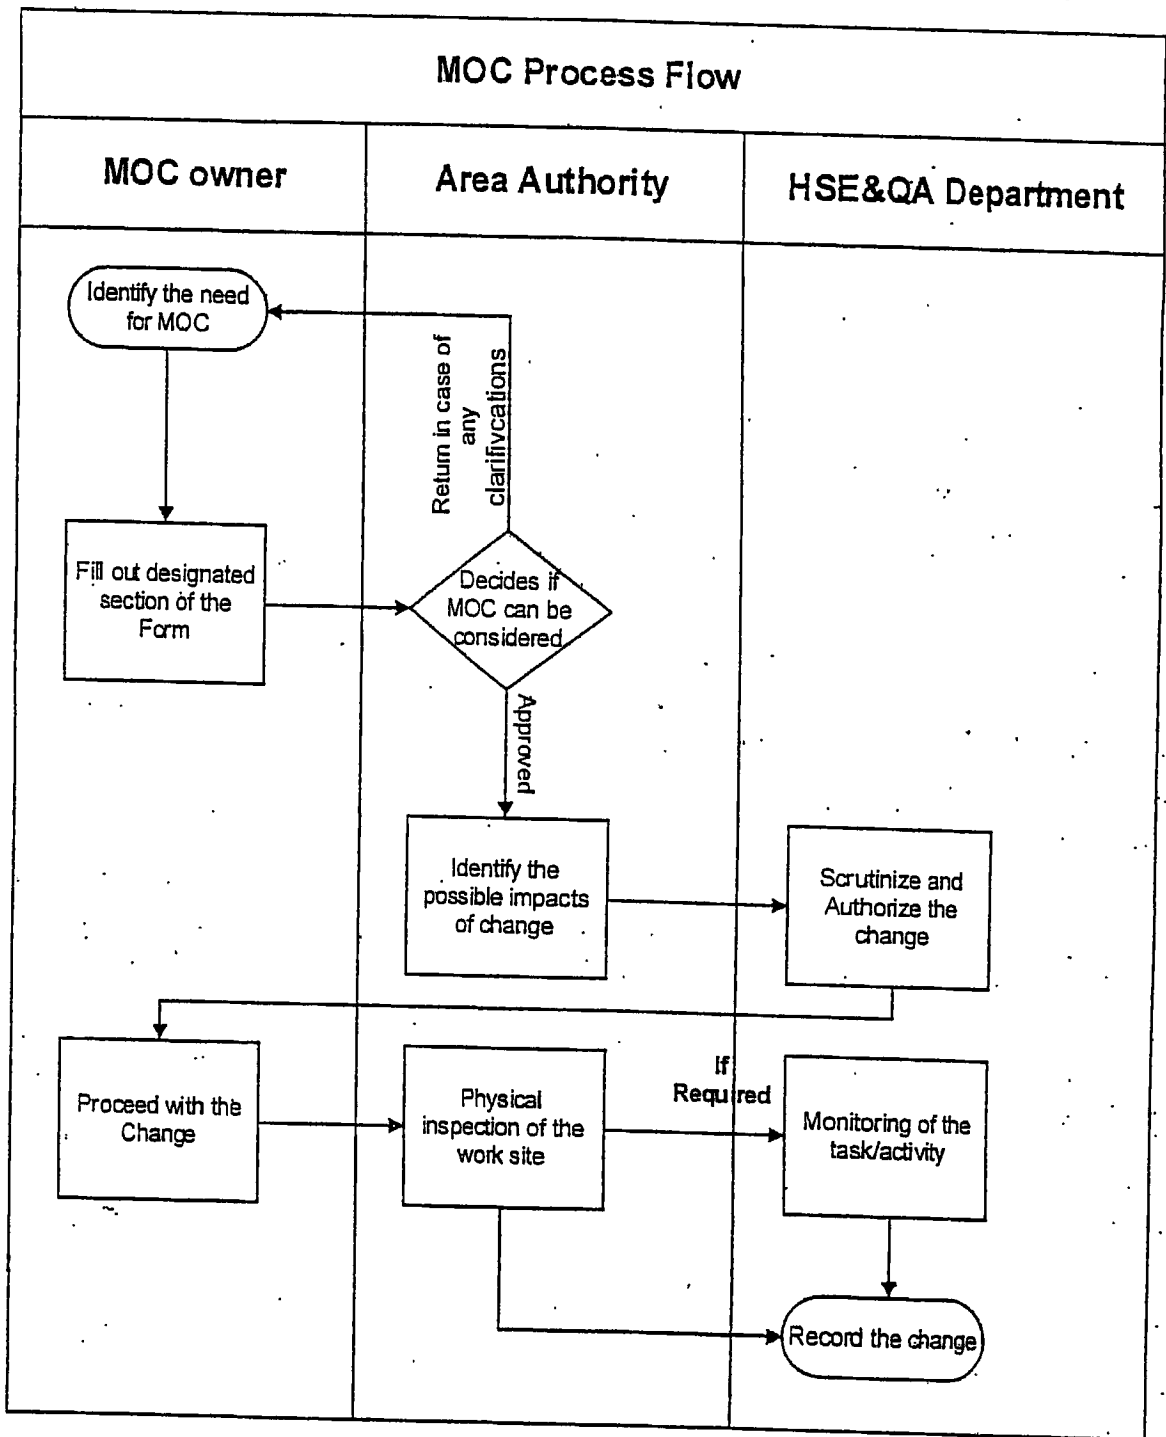 MOC Process Flow
MOC owner
Area Authority
HSE&QA Department
Identify the need
for MOC
Return in case of
any
clarifivcations
Fill out designated
section of the
Form
Decides if
MOC can be
considered
Approved
Identify the
possible impacts
of change
Scrutinize and
Authorize the
change
Proceed with the
Change
Physical
inspection of the
work site
If
Required
Monitoring of the
task/activity
Record the change